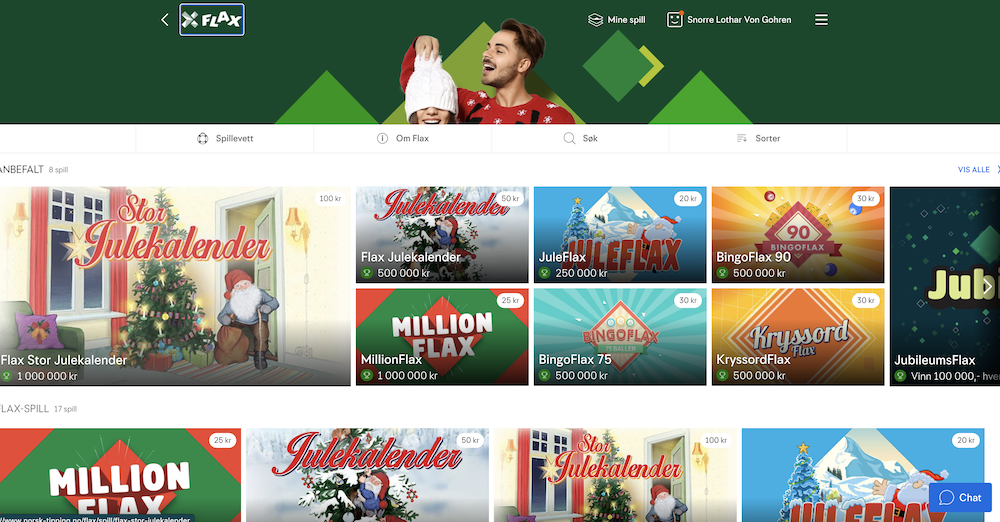 FLAX
Mine spill
Snorre Lothar Von Gohren
Spillevett
Om Flax
Søk
Sorter
ANBEFALT 8 spill
VIS ALLE
100 kr
Stor
Julekalender
Flax Stor Julekalender
1 000 000 kr
50 kr
Julekalender
Flax Julekalender
500 000 kr
20 kr
JULEFLAX
JuleFlax
250 000 kr
30 kr
90
BINGOFLAX
BingoFlax 90
500 000 kr
25 kr
MILLION
FLAX
MillionFlax
1 000 000 kr
30 kr
BINGOFLAX
75 BALLER
BingoFlax 75
500 000 kr
30 kr
Kryssord
Flax
KryssordFlax
500 000 kr
Jubi
JubileumsFlax
Vinn 100 000,- hver
FLAX-SPILL 17 spill
25 kr
MILLION
FLAX
50 kr
Julekalender
100 kr
Stor
Julekalender
20 kr
JULEFLAX
Chat
//www.norsk-tipping.no/flax/spill/flax-stor-julekalender